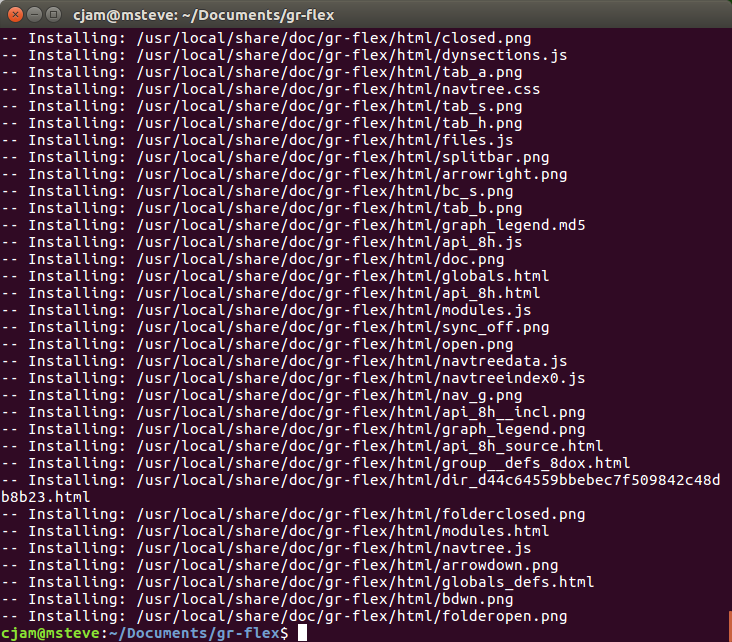 cjam@msteve: ~/Documents/gr-flex
-- Installing: /usr/local/share/doc/gr-flex/html/closed.png
-- Installing: /usr/local/share/doc/gr-flex/html/dynsections.js
-- Installing: /usr/local/share/doc/gr-flex/html/tab_a.png
-- Installing: /usr/local/share/doc/gr-flex/html/navtree.css
-- Installing: /usr/local/share/doc/gr-flex/html/tab_s.png
-- Installing: /usr/local/share/doc/gr-flex/html/tab_h.png
-- Installing: /usr/local/share/doc/gr-flex/html/files.js
-- Installing: /usr/local/share/doc/gr-flex/html/splitbar.png
-- Installing: /usr/local/share/doc/gr-flex/html/arrowright.png
-- Installing: /usr/local/share/doc/gr-flex/html/bc_s.png
-- Installing: /usr/local/share/doc/gr-flex/html/tab_b.png
-- Installing: /usr/local/share/doc/gr-flex/html/graph_legend.md5
-- Installing: /usr/local/share/doc/gr-flex/html/api_8h.js
-- Installing: /usr/local/share/doc/gr-flex/html/doc.png
-- Installing: /usr/local/share/doc/gr-flex/html/globals.html
-- Installing: /usr/local/share/doc/gr-flex/html/api_8h.html
-- Installing: /usr/local/share/doc/gr-flex/html/modules.js
-- Installing: /usr/local/share/doc/gr-flex/html/sync_off.png
-- Installing: /usr/local/share/doc/gr-flex/html/open.png
-- Installing: /usr/local/share/doc/gr-flex/html/navtreedata.js
-- Installing: /usr/local/share/doc/gr-flex/html/navtreeindex0.js
-- Installing: /usr/local/share/doc/gr-flex/html/nav_g.png
-- Installing: /usr/local/share/doc/gr-flex/html/api_8h__incl.png
-- Installing: /usr/local/share/doc/gr-flex/html/graph_legend.png
-- Installing: /usr/local/share/doc/gr-flex/html/api_8h_source.html
-- Installing: /usr/local/share/doc/gr-flex/html/group__defs_8dox.html
-- Installing: /usr/local/share/doc/gr-flex/html/dir_d44c64559bbebec7f509842c48d
b8b23.html
-- Installing: /usr/local/share/doc/gr-flex/html/folderclosed.png
-- Installing: /usr/local/share/doc/gr-flex/html/modules.html
-- Installing: /usr/local/share/doc/gr-flex/html/navtree.js
-- Installing: /usr/local/share/doc/gr-flex/html/arrowdown.png
-- Installing: /usr/local/share/doc/gr-flex/html/globals_defs.html
-- Installing: /usr/local/share/doc/gr-flex/html/bdwn.png
-- Installing: /usr/local/share/doc/gr-flex/html/folderopen.png
cjam@msteve:~/Documents/gr-flex$